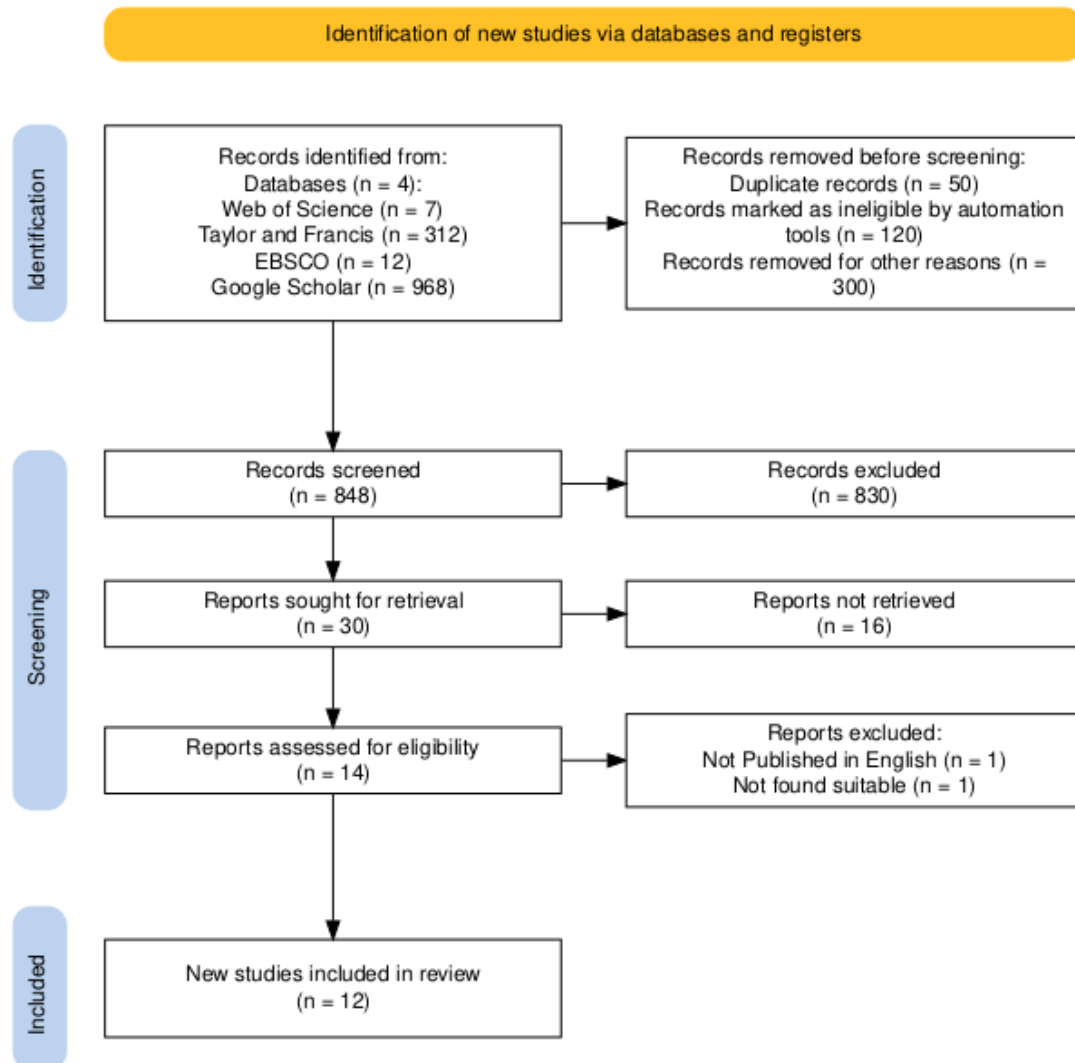 Identification of new studies via databases and registers
Identification
Records identified from:
Databases (n = 4):
Web of Science (n = 7)
Taylor and Francis (n = 312)
EBSCO (n = 12)
Google Scholar (n = 968)
Records removed before screening:
Duplicate records (n = 50)
Records marked as ineligible by automation
tools (n = 120)
Records removed for other reasons (n =
300)
Screening
Records screened
(n = 848)
Records excluded
(n = 830)
Reports sought for retrieval
(n = 30)
Reports not retrieved
(n = 16)
Reports assessed for eligibility
(n = 14)
Reports excluded:
Not Published in English (n = 1)
Not found suitable (n = 1)
Included
New studies included in review
(n = 12)